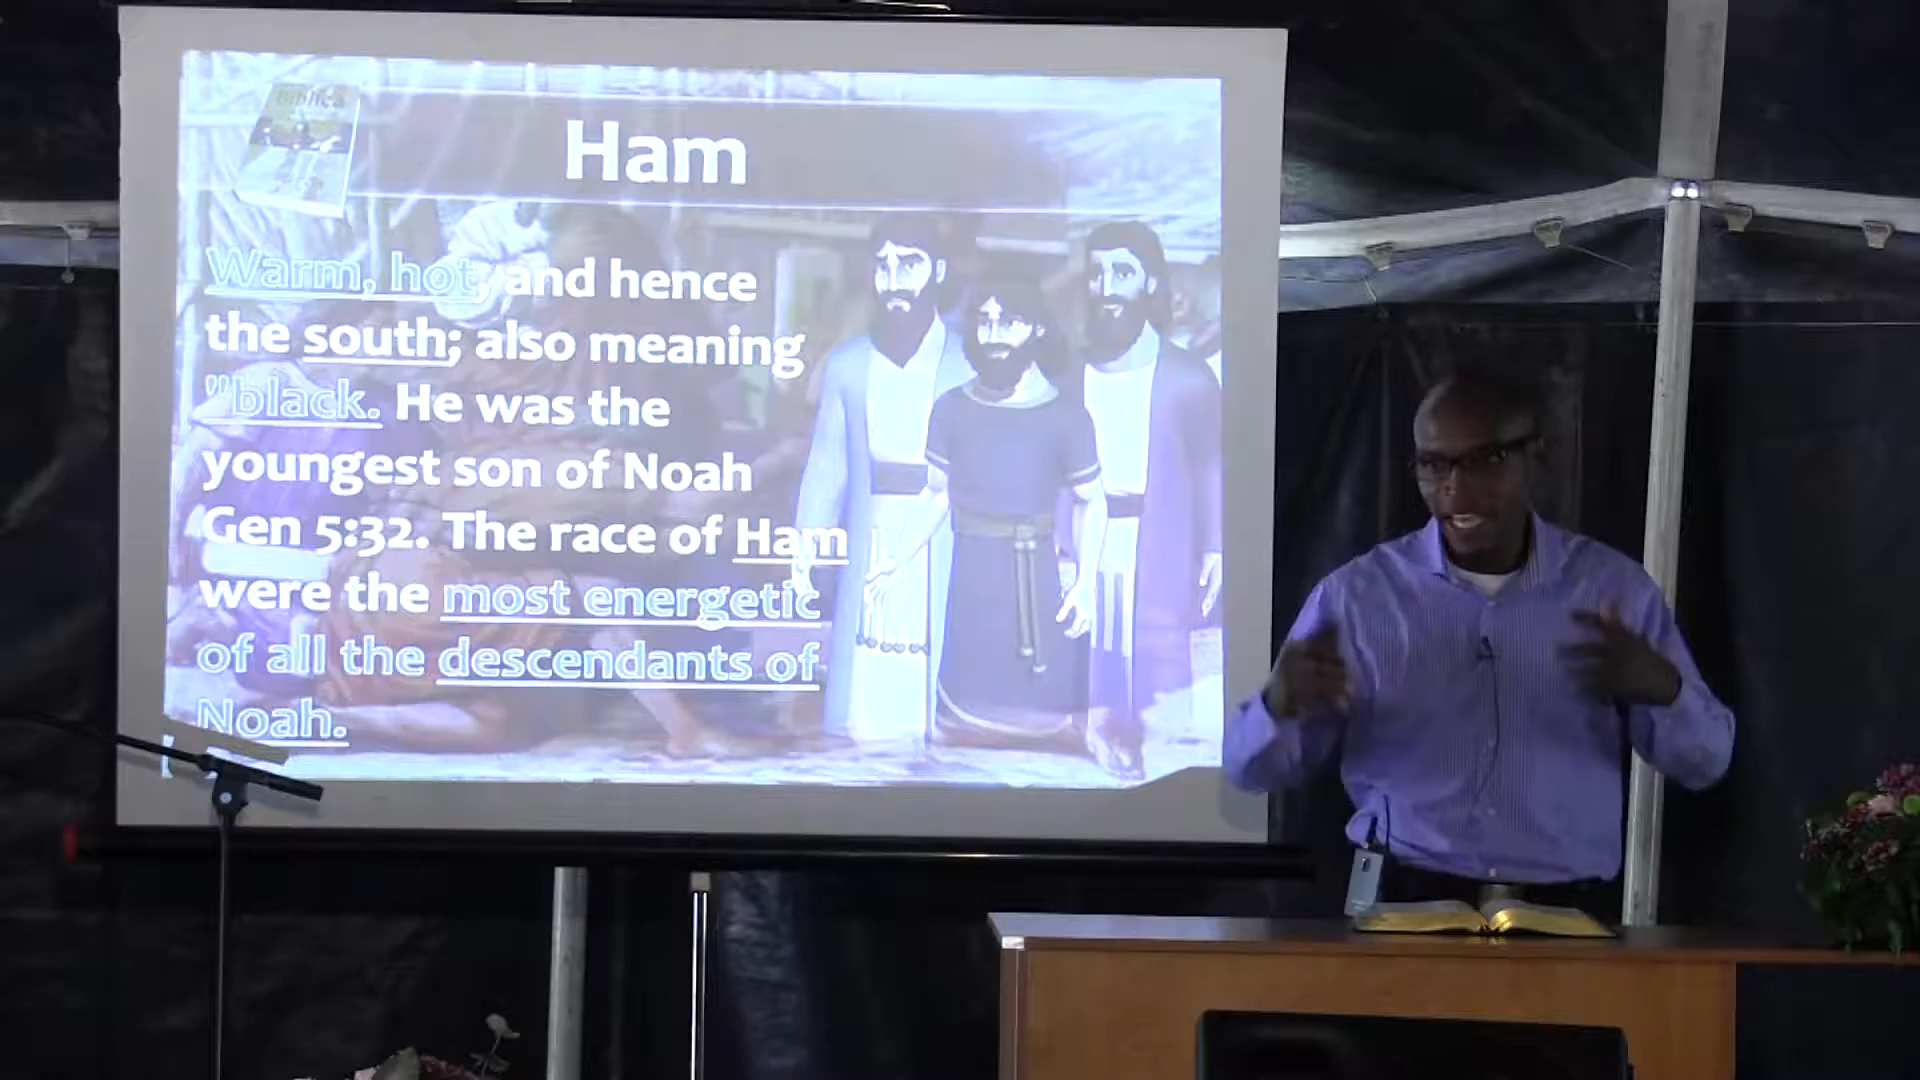 Biblica
Ham
Warm, hot, and hence
the south; also meaning
"black. He was the
youngest son of Noah
Gen 5:32. The race of Ham
were the most energetic
of all the descendants of
Noah.